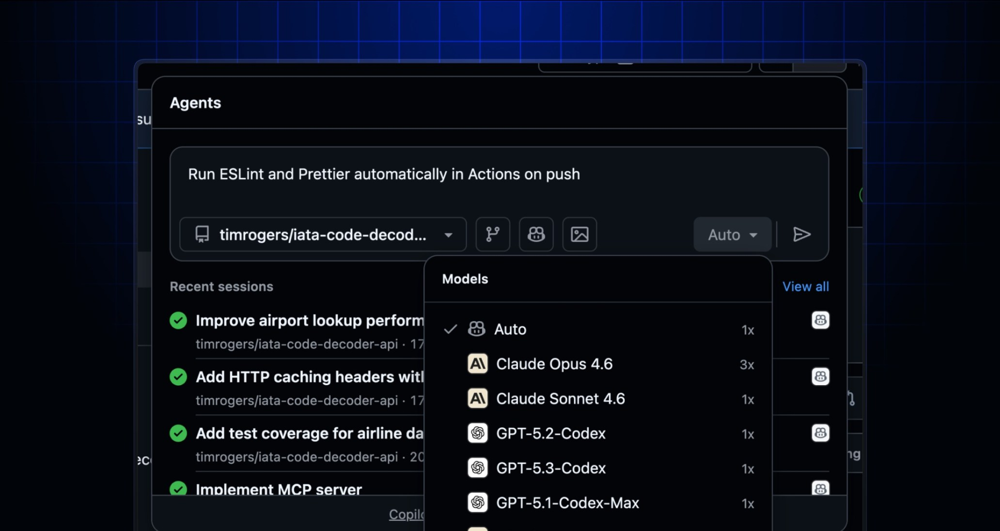 Agents
su
Run ESLint and Prettier automatically in Actions on push
timrogers/iata-code-decod...
Auto
Recent sessions
View all
Improve airport lookup perform
timrogers/iata-code-decoder-api · 17
Add HTTP caching headers with
timrogers/iata-code-decoder-api · 17
Add test coverage for airline da
timrogers/iata-code-decoder-api · 20
Implement MCP server
Models
Auto 1x
Claude Opus 4.6 3x
Claude Sonnet 4.6 1x
GPT-5.2-Codex 1x
GPT-5.3-Codex 1x
GPT-5.1-Codex-Max 1x
ng